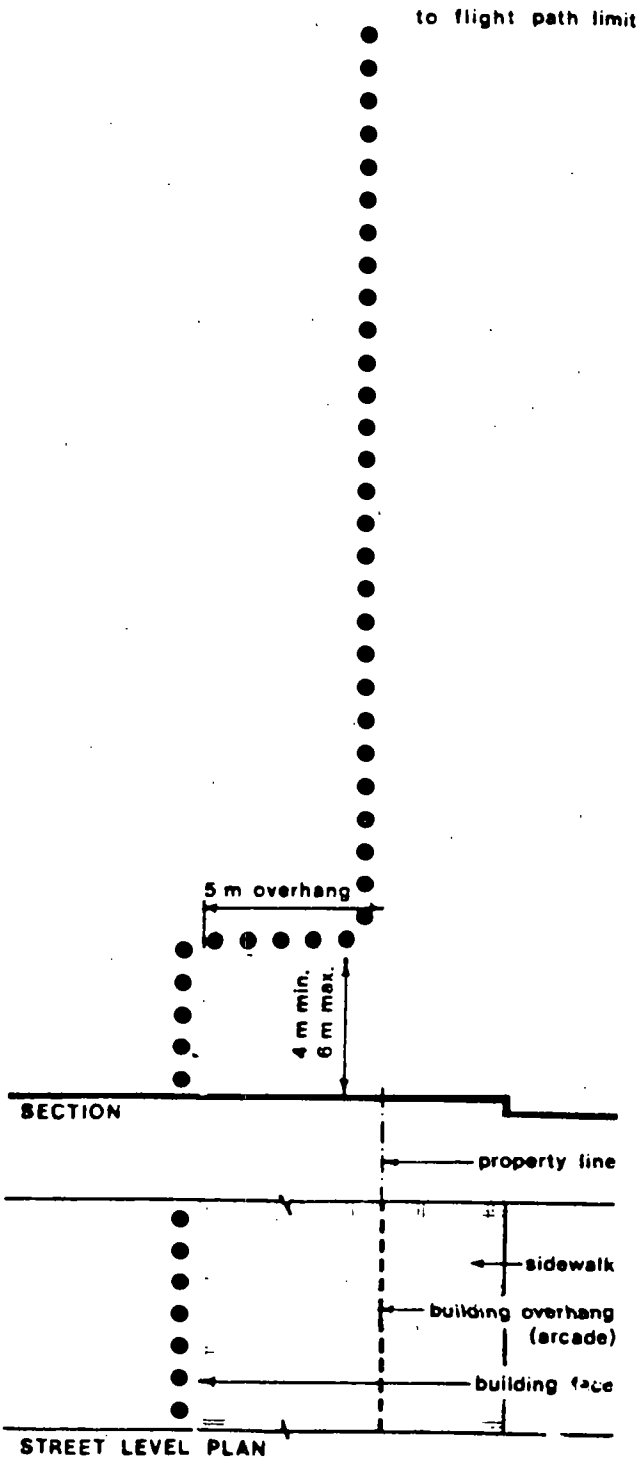 to flight path limit
5 m overhang
4 m min.
6 m max.
SECTION
property line
sidewalk
building overhang
(arcade)
building face
STREET LEVEL PLAN